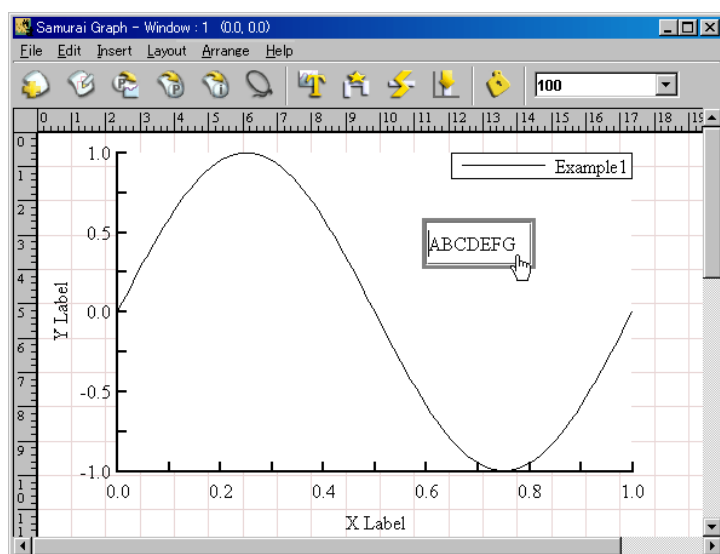 Samurai Graph - Window : 1 (0.0, 0.0)
File Edit Insert Layout Arrange Help
T P i
100
0 1 2 3 4 5 6 7 8 9 10 11 12 13 14 15 16 17 18 19
0
1
2
3
4
5
6
7
8
9
10
11
1.0
0.5
0.0
-0.5
-1.0
Y Label
Example1
ABCDEFG
0.0 0.2 0.4 0.6 0.8 1.0
X Label